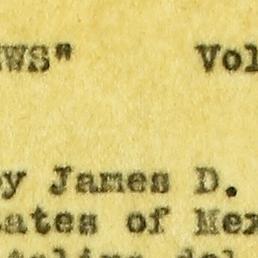 WS" Vol
y James D.
ates of Mex